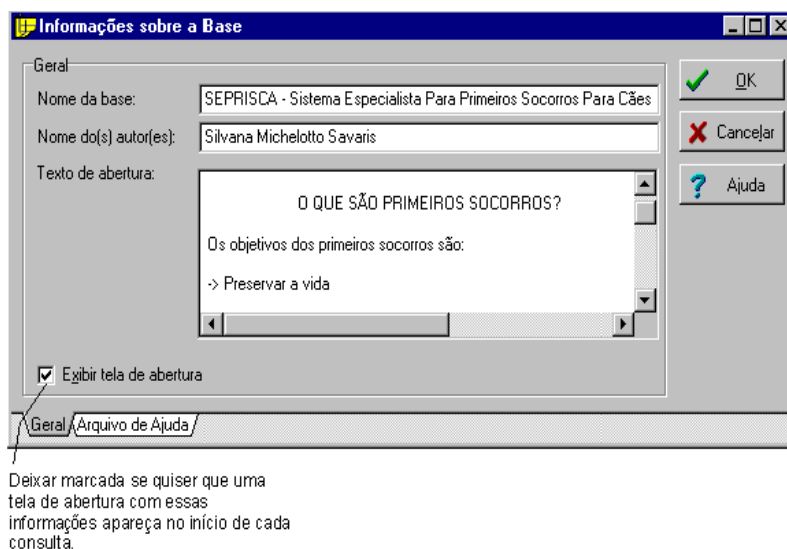 Informações sobre a Base
Geral
Nome da base: SEPRISCA - Sistema Especialista Para Primeiros Socorros Para Cães
Nome do(s) autor(es): Silvana Michelotto Savaris
Texto de abertura:
O QUE SÃO PRIMEIROS SOCORROS?
Os objetivos dos primeiros socorros são:
-> Preservar a vida
Exibir tela de abertura
OK
Cancelar
Ajuda
Geral Arquivo de Ajuda
Deixar marcada se quiser que uma
tela de abertura com essas
informações apareça no início de cada
consulta.